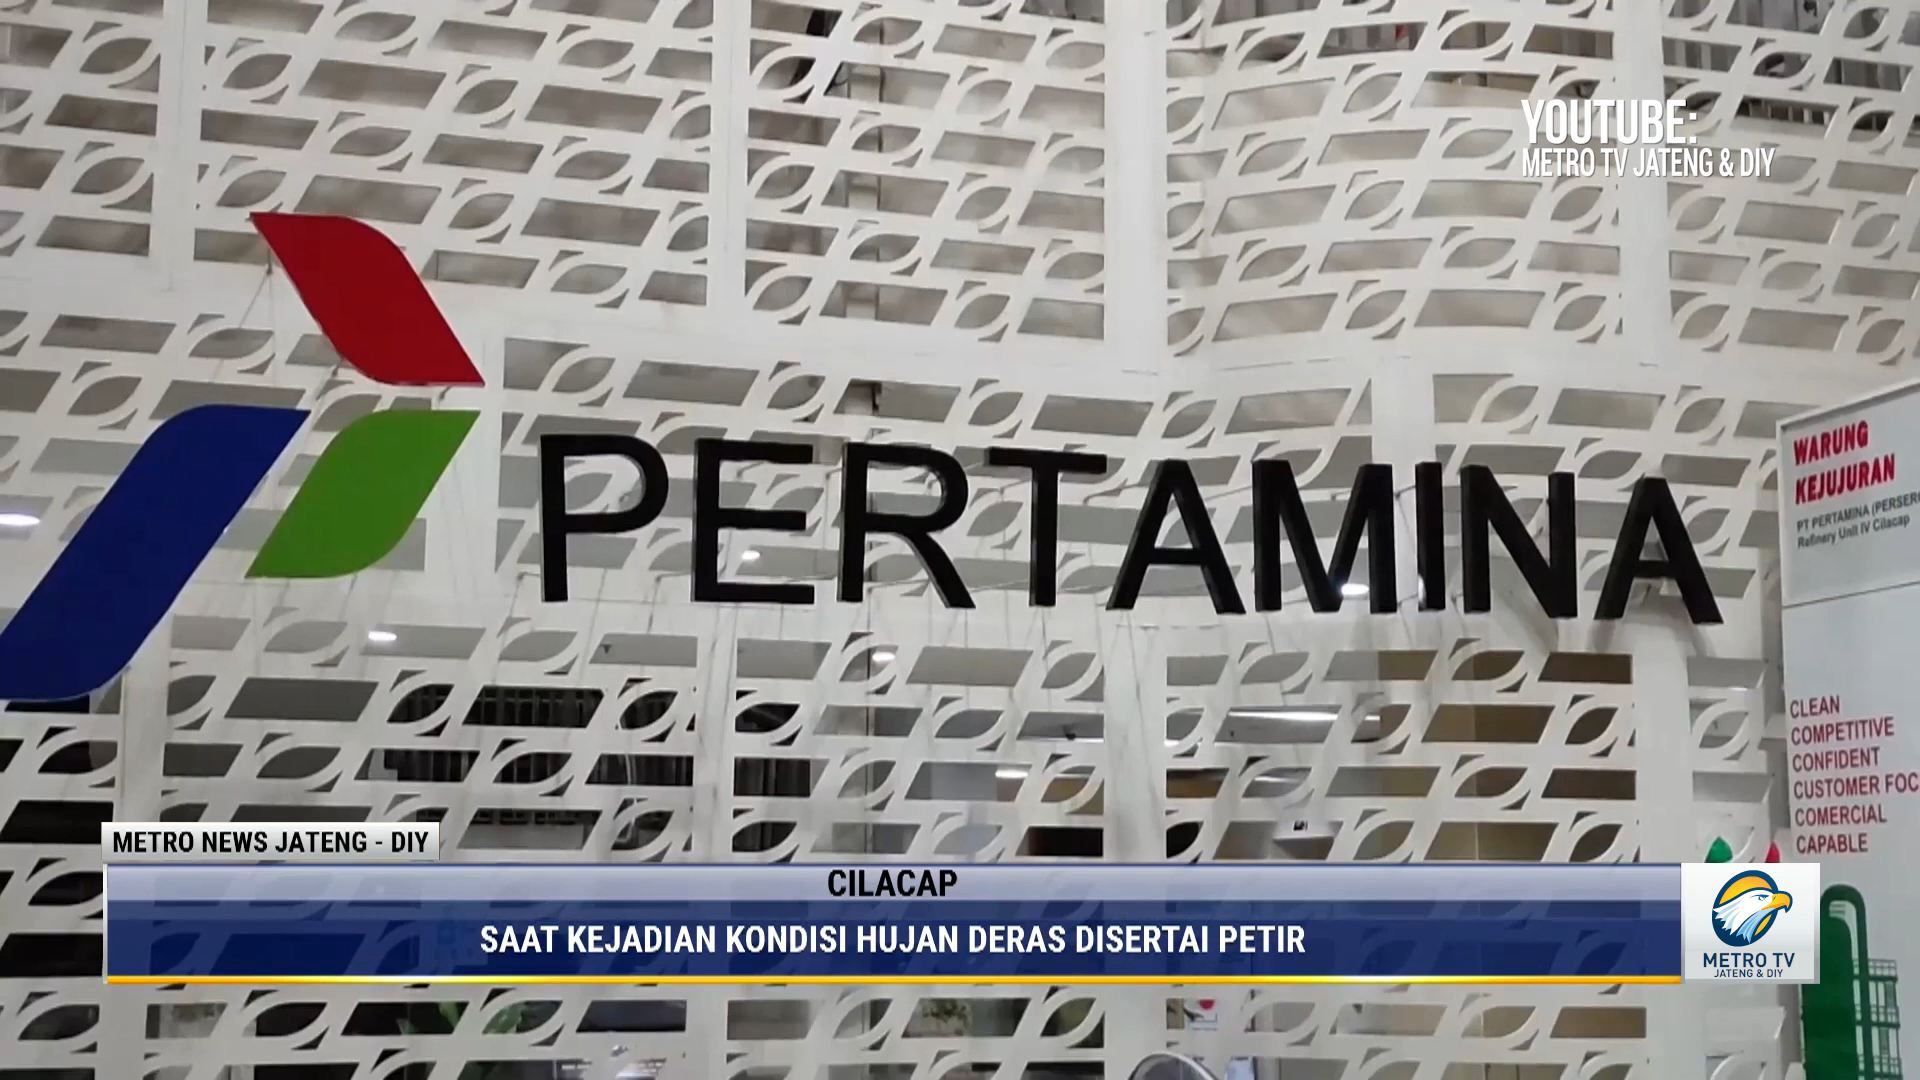 YOUTUBE:
METRO TV JATENG & DIY
PERTAMINA
WARUNG
KEJUJURAN
PT PERTAMINA (PERSERO
Refinery Unit IV Cilacap
CLEAN
COMPETITIVE
CONFIDENT
CUSTOMER FOC
COMERCIAL
CAPABLE
METRO NEWS JATENG - DIY
CILACAP
SAAT KEJADIAN KONDISI HUJAN DERAS DISERTAI PETIR
METRO TV
JATENG & DIY